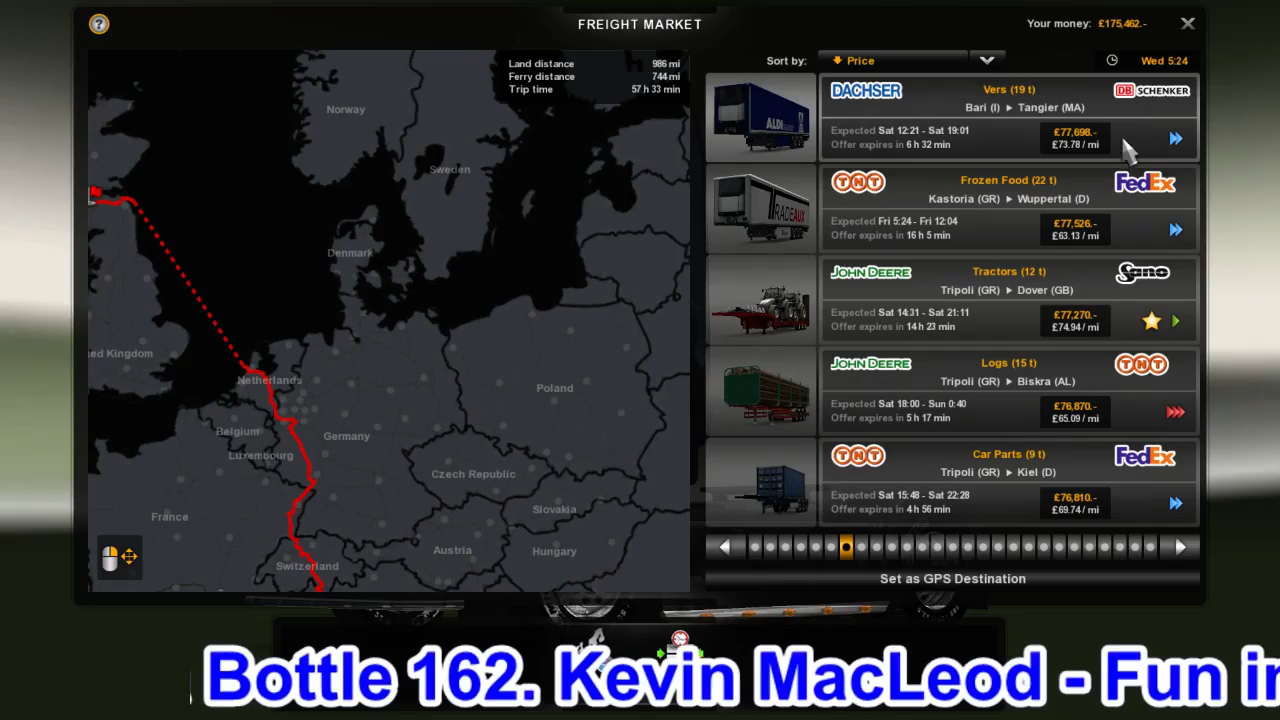 FREIGHT MARKET
Your money: £175,462.-
Land distance 986 mi
Ferry distance 744 mi
Trip time 57 h 33 min
Sort by: Price
Wed 5:24
Norway
Sweden
Denmark
ed Kingdom
Netherlands
Poland
Belgium
Germany
Luxembourg
Czech Republic
France
Slovakia
Austria
Hungary
Switzerland
ALDI
DACHSER
Vers (19 t)
DB SCHENKER
Bari (I) Tangier (MA)
Expected Sat 12:21 - Sat 19:01
£77,698.-
Offer expires in 6 h 32 min
£73.78 / mi
TRADEAUX
TNT
Frozen Food (22 t)
FedEx
Kastoria (GR) Wuppertal (D)
Expected Fri 5:24 - Fri 12:04
£77,526.-
Offer expires in 16 h 5 min
£63.13 / mi
JOHN DEERE
Tractors (12 t)
Sano
Tripoli (GR) Dover (GB)
Expected Sat 14:31 - Sat 21:11
£77,270.-
Offer expires in 14 h 23 min
£74.94 / mi
JOHN DEERE
Logs (15 t)
TNT
Tripoli (GR) Biskra (AL)
Expected Sat 18:00 - Sun 0:40
£76,870.-
Offer expires in 5 h 17 min
£65.09 / mi
TNT
Car Parts (9 t)
FedEx
Tripoli (GR) Kiel (D)
Expected Sat 15:48 - Sat 22:28
£76,810.-
Offer expires in 4 h 56 min
£69.74 / mi
Set as GPS Destination
Bottle 162. Kevin MacLeod - Fun in